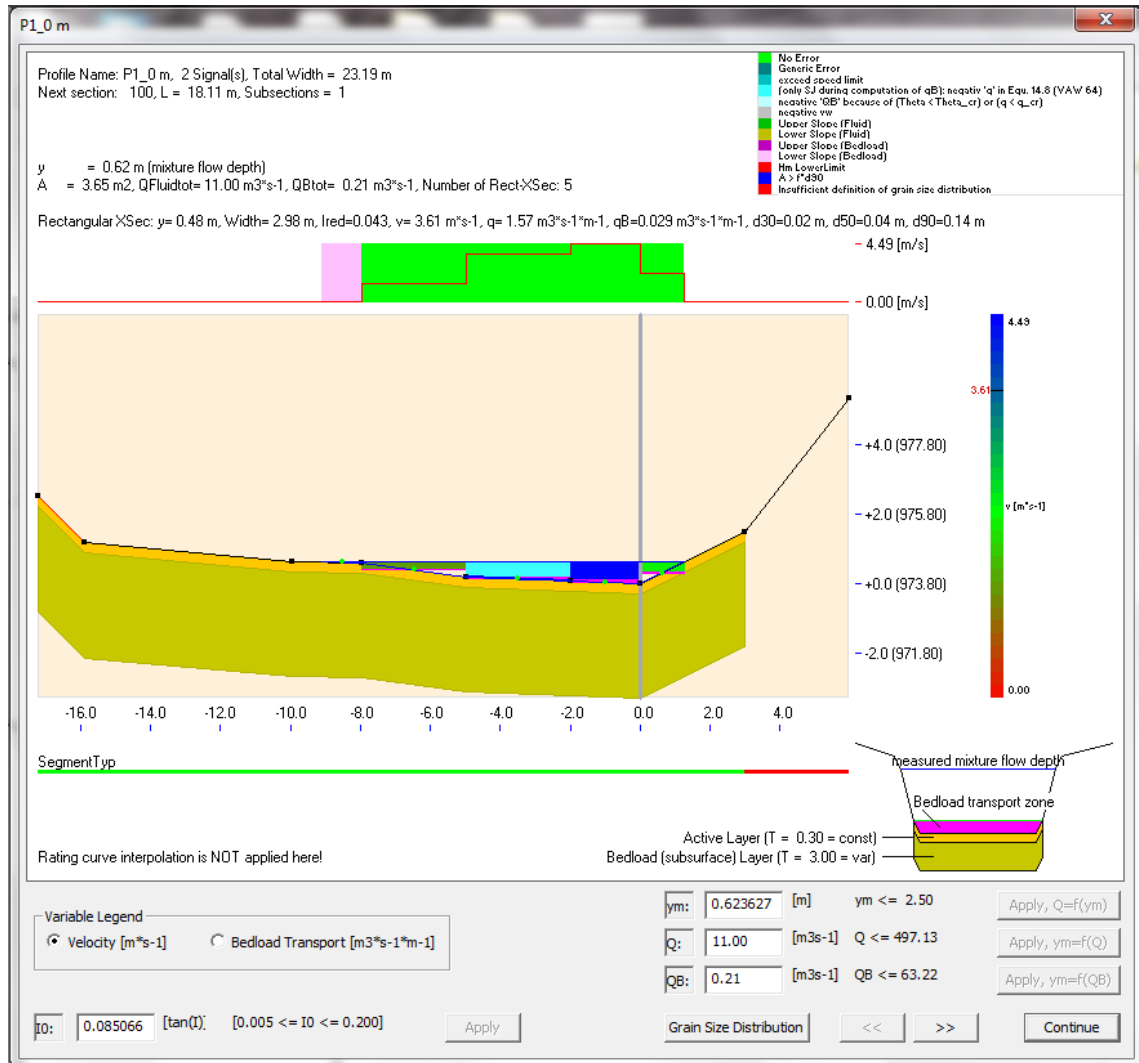 P1_0 m
Profile Name: P1_0 m, 2 Signal(s), Total Width = 23.19 m
Next section: 100, L = 18.11 m, Subsections = 1
No Error
Generic Error
exceed speed limit
(only SJ during computation of qB): negativ 'q' in Equ. 14.8 (VAW 64)
negative 'QB' because of (Theta < Theta_cr) or (q < q_cr)
negative vw
Upper Slope (Fluid)
Lower Slope (Fluid)
Upper Slope (Bedload)
Lower Slope (Bedload)
Hm LowerLimit
A > f*d90
Insufficient definition of grain size distribution
y = 0.62 m (mixture flow depth)
A = 3.65 m2, QFluidtot= 11.00 m3*s-1, QBtot= 0.21 m3*s-1, Number of Rect-XSec: 5
Rectangular XSec: y= 0.48 m, Width= 2.98 m, Ired=0.043, v= 3.61 m*s-1, q= 1.57 m3*s-1*m-1, qB=0.029 m3*s-1*m-1, d30=0.02 m, d50=0.04 m, d90=0.14 m
4.49 [m/s]
0.00 [m/s]
4.49
3.61
+4.0 (977.80)
v [m*s-1]
+2.0 (975.80)
+0.0 (973.80)
-2.0 (971.80)
0.00
-16.0 -14.0 -12.0 -10.0 -8.0 -6.0 -4.0 -2.0 0.0 2.0 4.0
SegmentTyp
measured mixture flow depth
Bedload transport zone
Active Layer (T = 0.30 = const)
Bedload (subsurface) Layer (T = 3.00 = var)
Rating curve interpolation is NOT applied here!
Variable Legend
Velocity [m*s-1] Bedload Transport [m3*s-1*m-1]
ym: 0.623627 [m] ym <= 2.50 Apply, Q=f(ym)
Q: 11.00 [m3s-1] Q <= 497.13 Apply, ym=f(Q)
QB: 0.21 [m3s-1] QB <= 63.22 Apply, ym=f(QB)
I0: 0.085066 [tan(I)] [0.005 <= I0 <= 0.200] Apply Grain Size Distribution << >> Continue